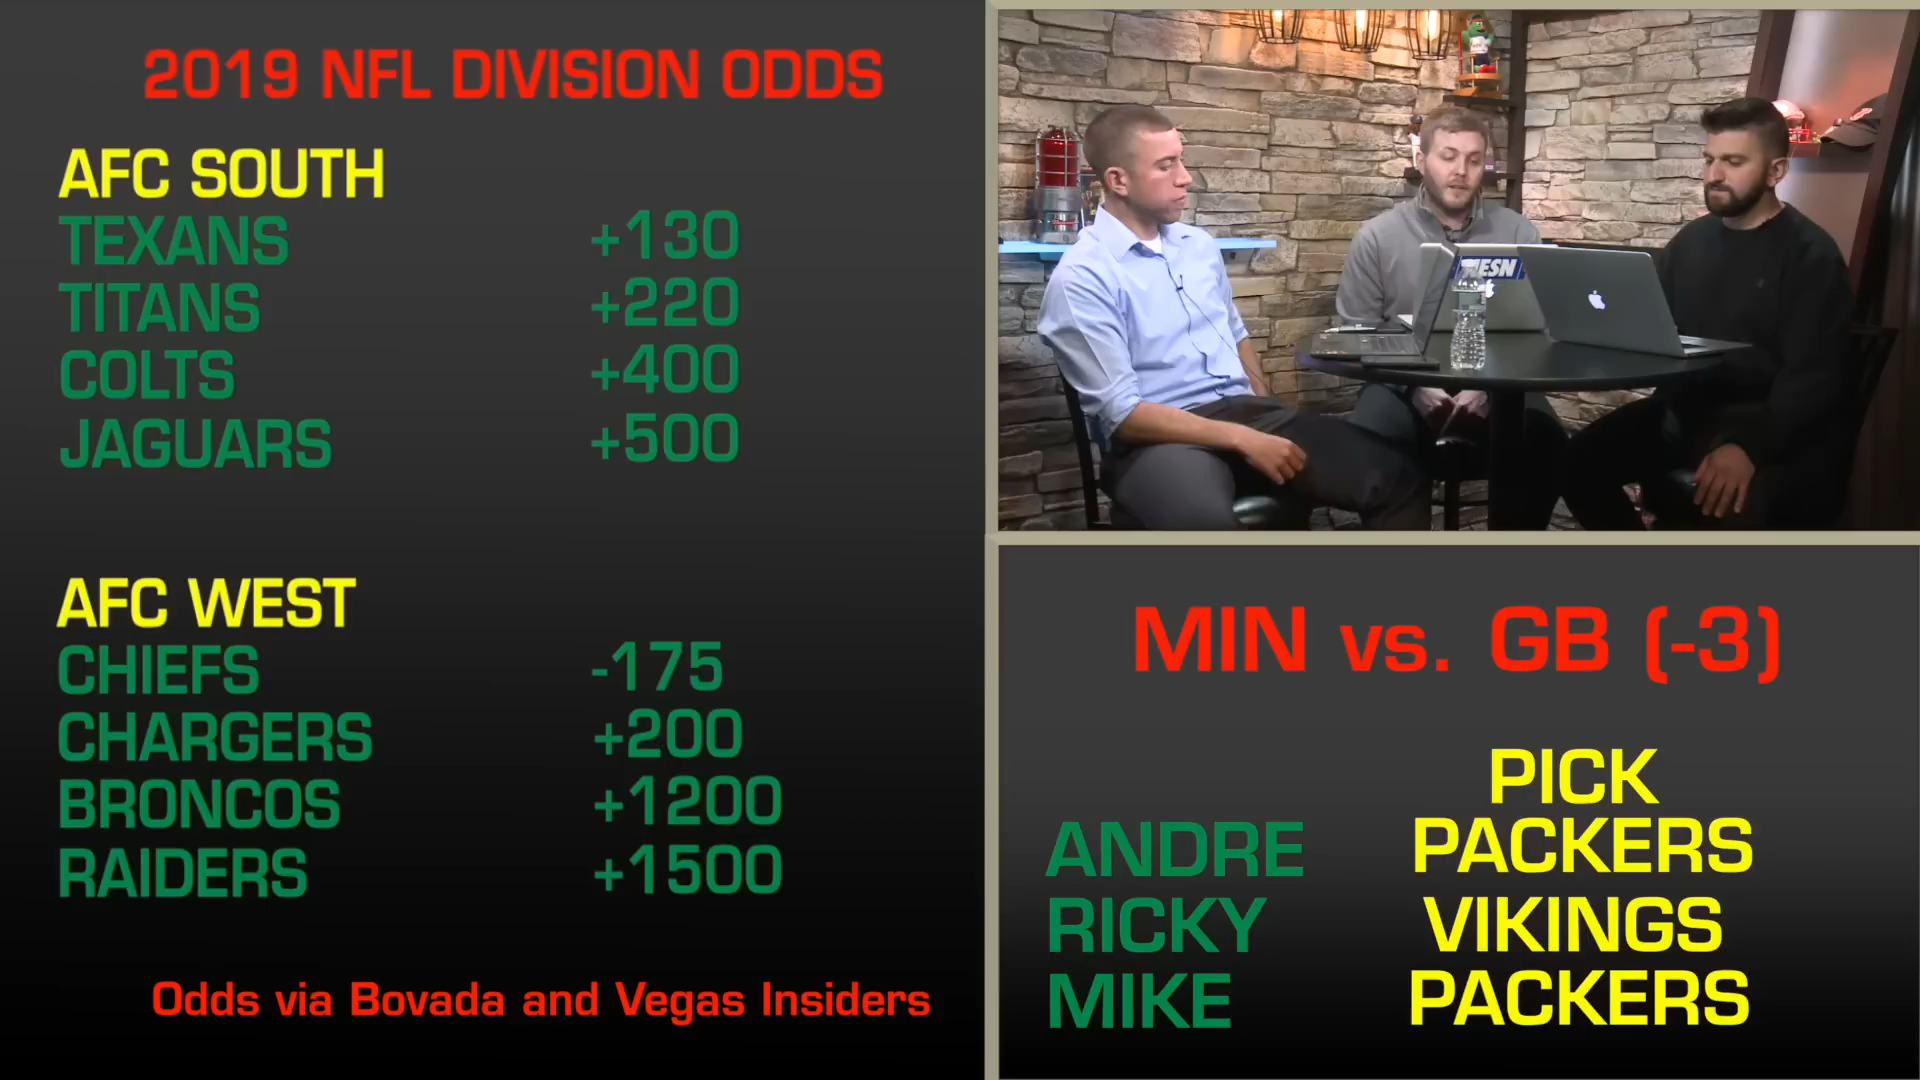 2019 NFL DIVISION ODDS
AFC SOUTH
TEXANS +130
TITANS +220
COLTS +400
JAGUARS +500
AFC WEST
CHIEFS -175
CHARGERS +200
BRONCOS +1200
RAIDERS +1500
Odds via Bovada and Vegas Insiders
NESN
MIN vs. GB (-3)
PICK
ANDRE PACKERS
RICKY VIKINGS
MIKE PACKERS